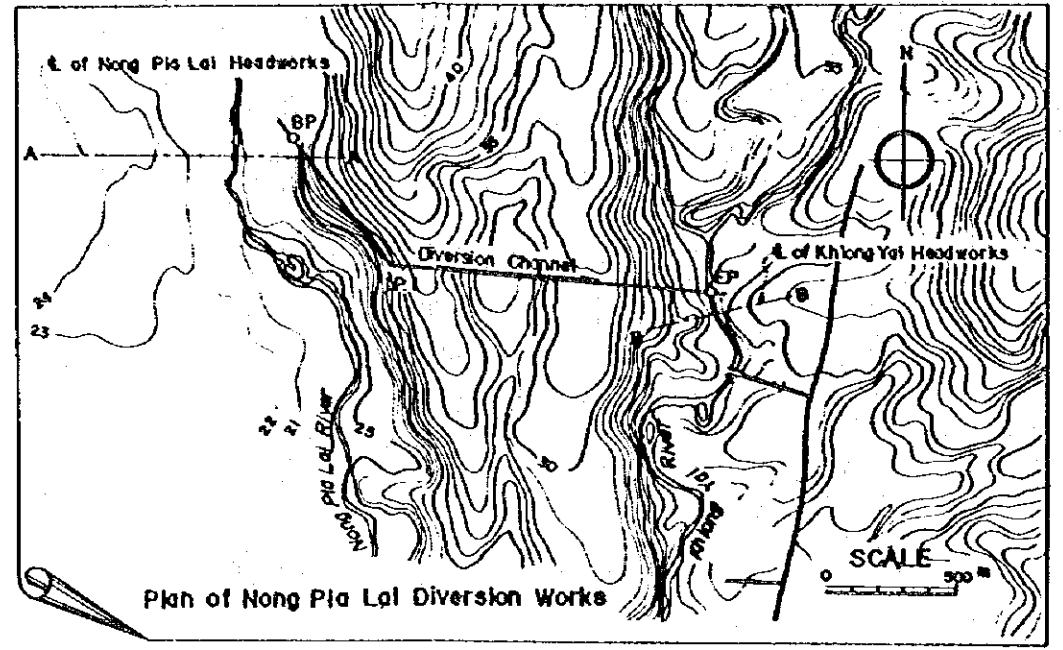 ℄ of Nong Pla Lai Headworks
40
35
N
BP
A
A
35
Diversion Channel
℄ of Khlong Yai Headworks
IP
EP
B
B
24
23
22
21
25
30
Nong Pla Lai River
Khlong Yai River
SCALE
0 500 m
Plan of Nong Pla Lai Diversion Works